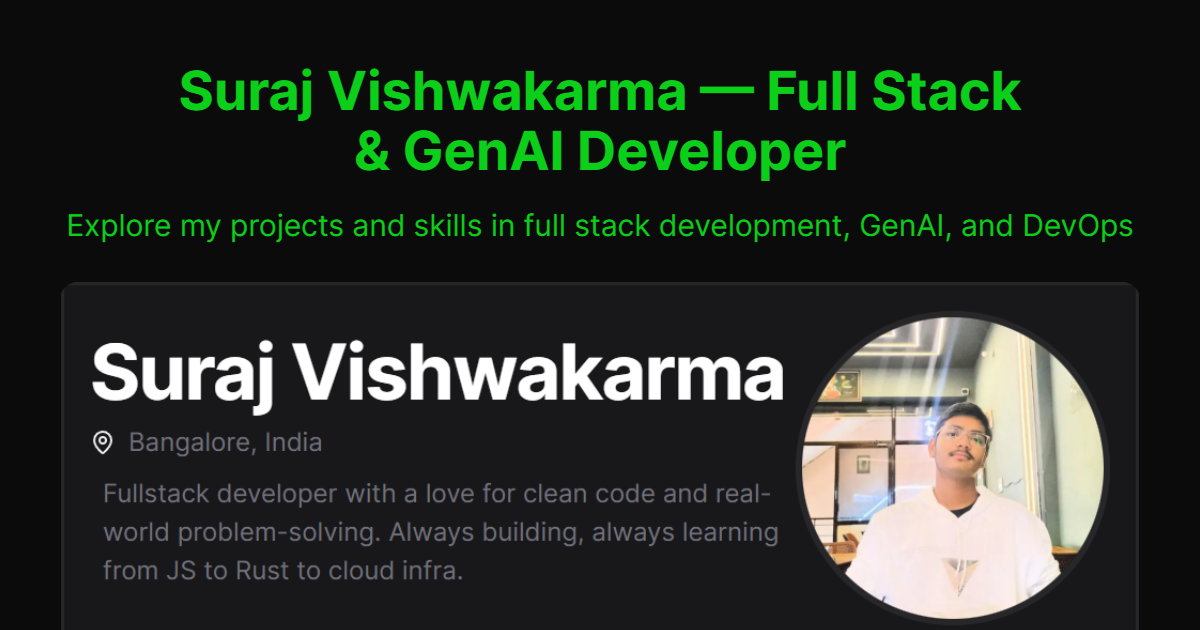 Suraj Vishwakarma — Full Stack
& GenAI Developer
Explore my projects and skills in full stack development, GenAI, and DevOps
Suraj Vishwakarma
Bangalore, India
Fullstack developer with a love for clean code and real-
world problem-solving. Always building, always learning
from JS to Rust to cloud infra.